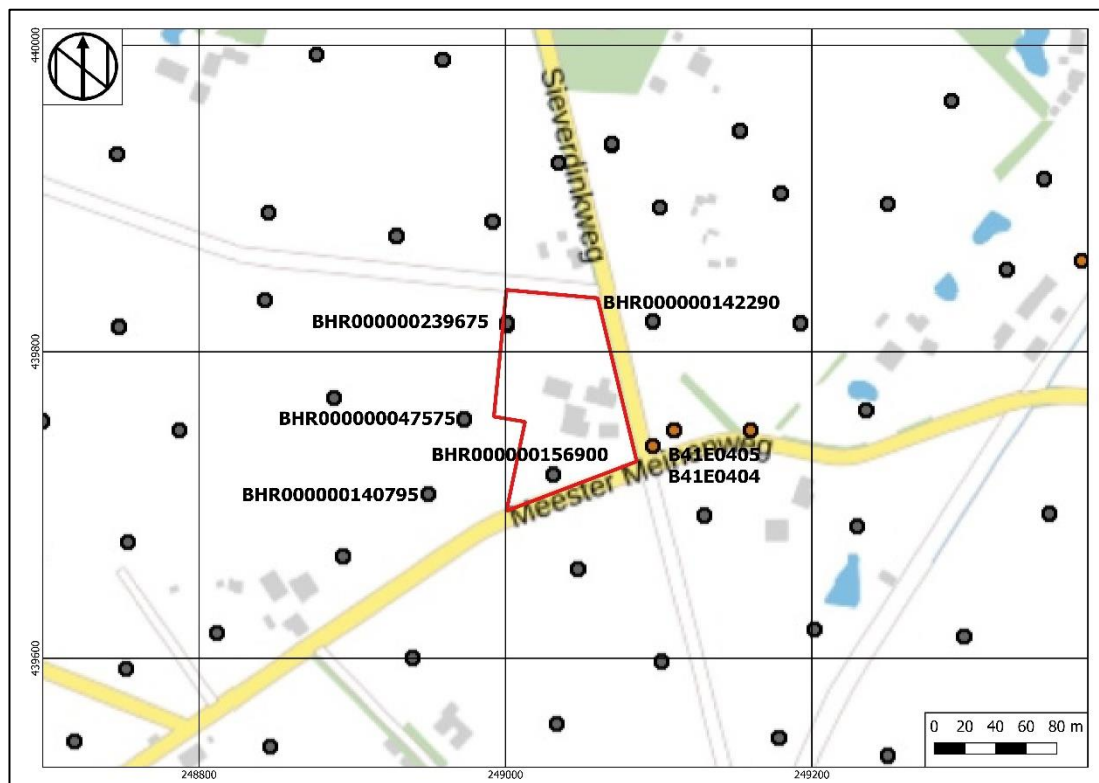 440000
Sieverdinkweg
BHR000000142290
BHR000000239675
439800
BHR000000047575
BHR000000156900
B41E0405
B41E0404
BHR000000140795
Meester Meinenweg
439600
0 20 40 60 80 m
248800
249000
249200